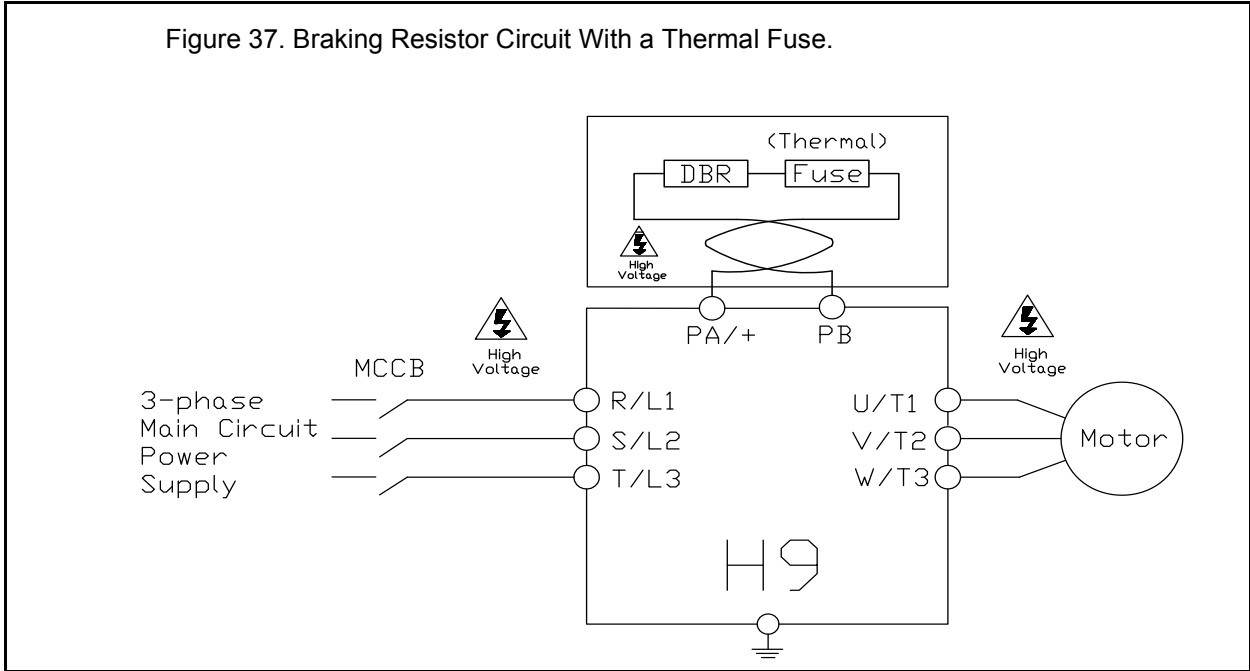 Figure 37. Braking Resistor Circuit With a Thermal Fuse.
(Thermal)
DBR
Fuse
High
Voltage
PA/+
PB
High
Voltage
High
Voltage
MCCB
3-phase
Main Circuit
Power
Supply
R/L1
S/L2
T/L3
U/T1
V/T2
W/T3
Motor
H9